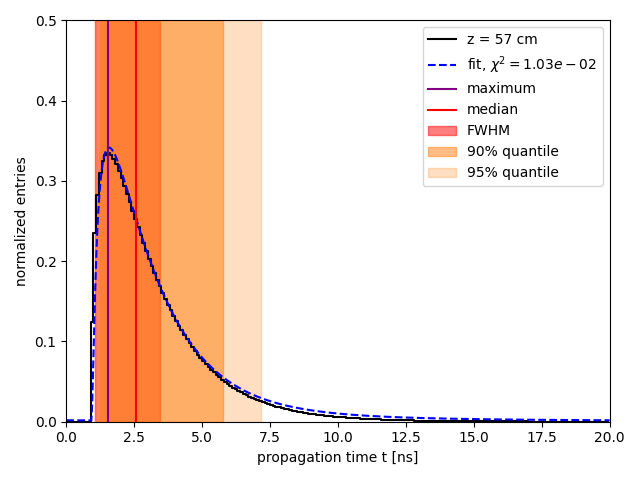 0.5
0.4
0.3
0.2
0.1
0.0
normalized entries
0.0 2.5 5.0 7.5 10.0 12.5 15.0 17.5 20.0
propagation time t [ns]
z = 57 cm
fit, χ² = 1.03e − 02
maximum
median
FWHM
90% quantile
95% quantile